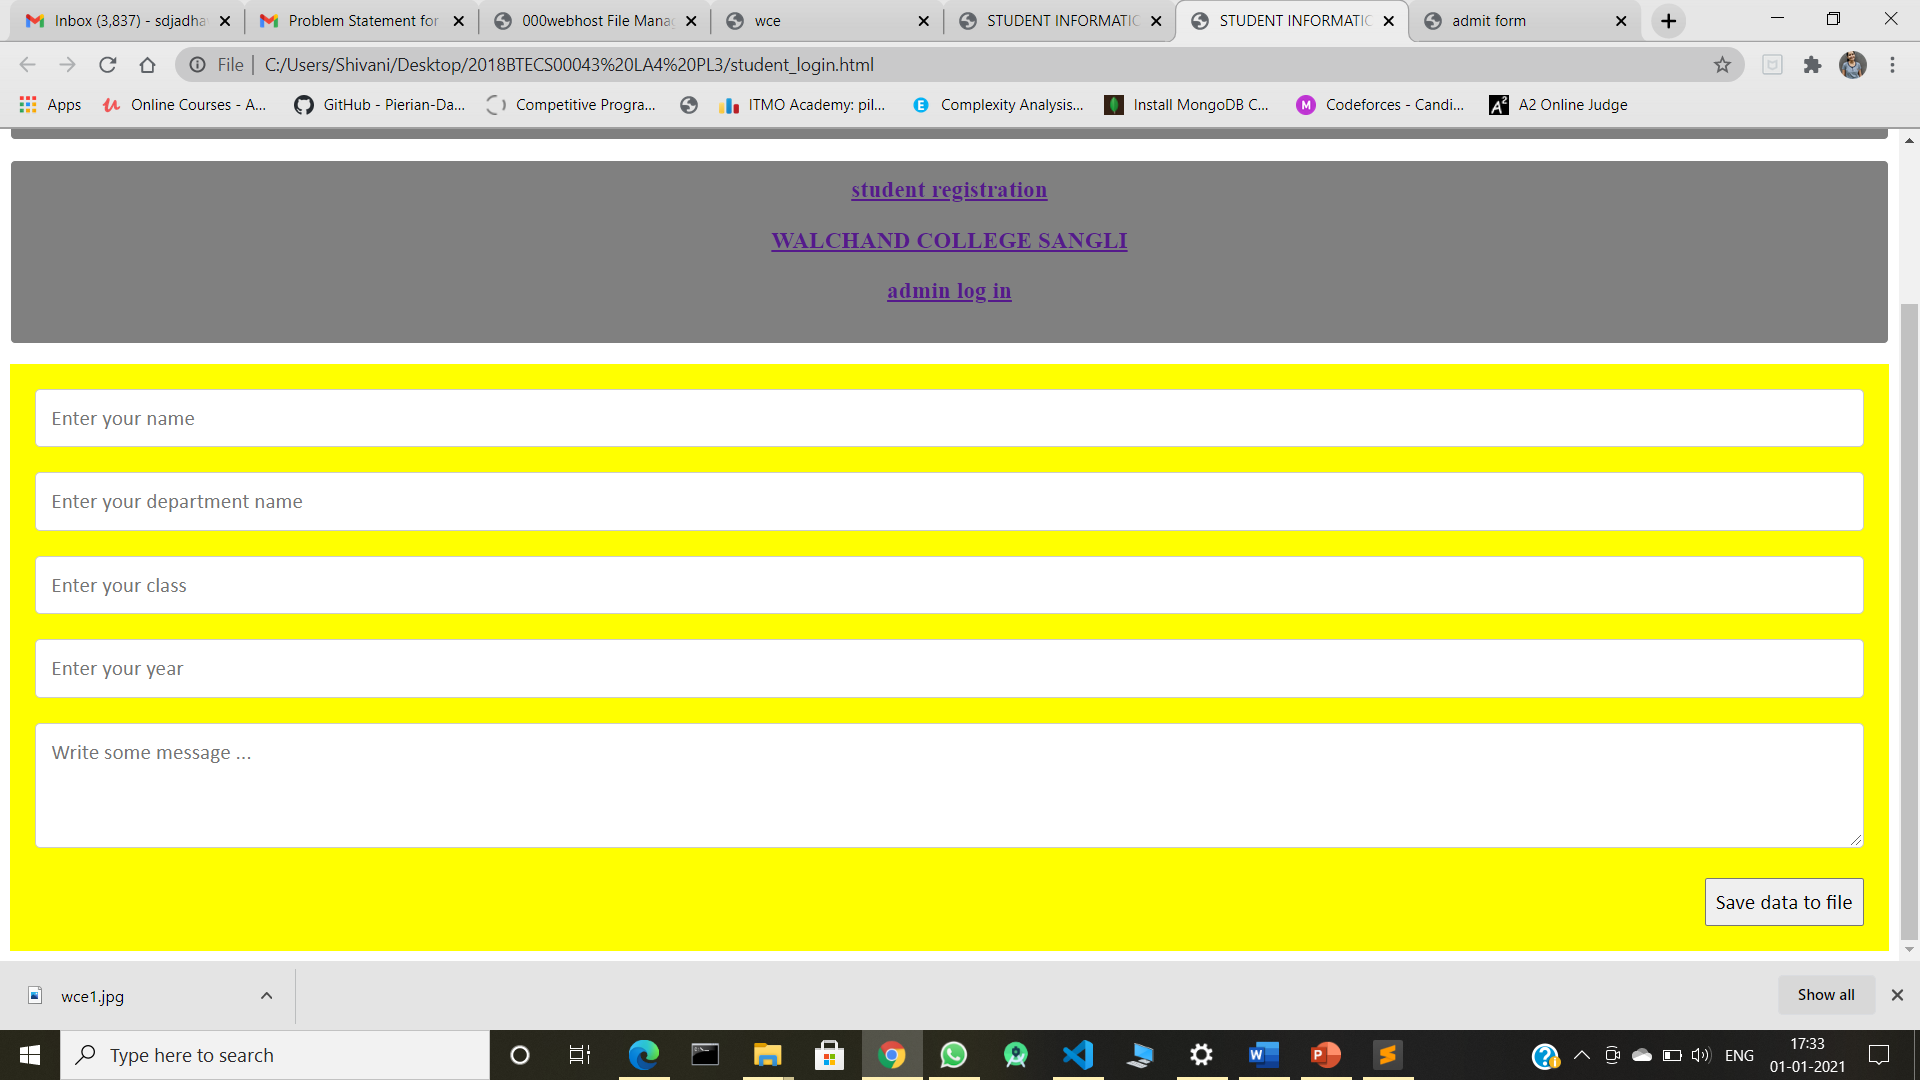 Inbox (3,837) - sdjadha
Problem Statement for
000webhost File Mana
wce
STUDENT INFORMATIC
STUDENT INFORMATIC
admit form
File | C:/Users/Shivani/Desktop/2018BTECS00043%20LA4%20PL3/student_login.html
Apps
Online Courses - A...
GitHub - Pierian-Da...
Competitive Progra...
ITMO Academy: pil...
Complexity Analysis...
Install MongoDB C...
Codeforces - Candi...
A2 Online Judge
student registration
WALCHAND COLLEGE SANGLI
admin log in
Enter your name
Enter your department name
Enter your class
Enter your year
Write some message ...
Save data to file
wce1.jpg
Show all
Type here to search
ENG
17:33
01-01-2021